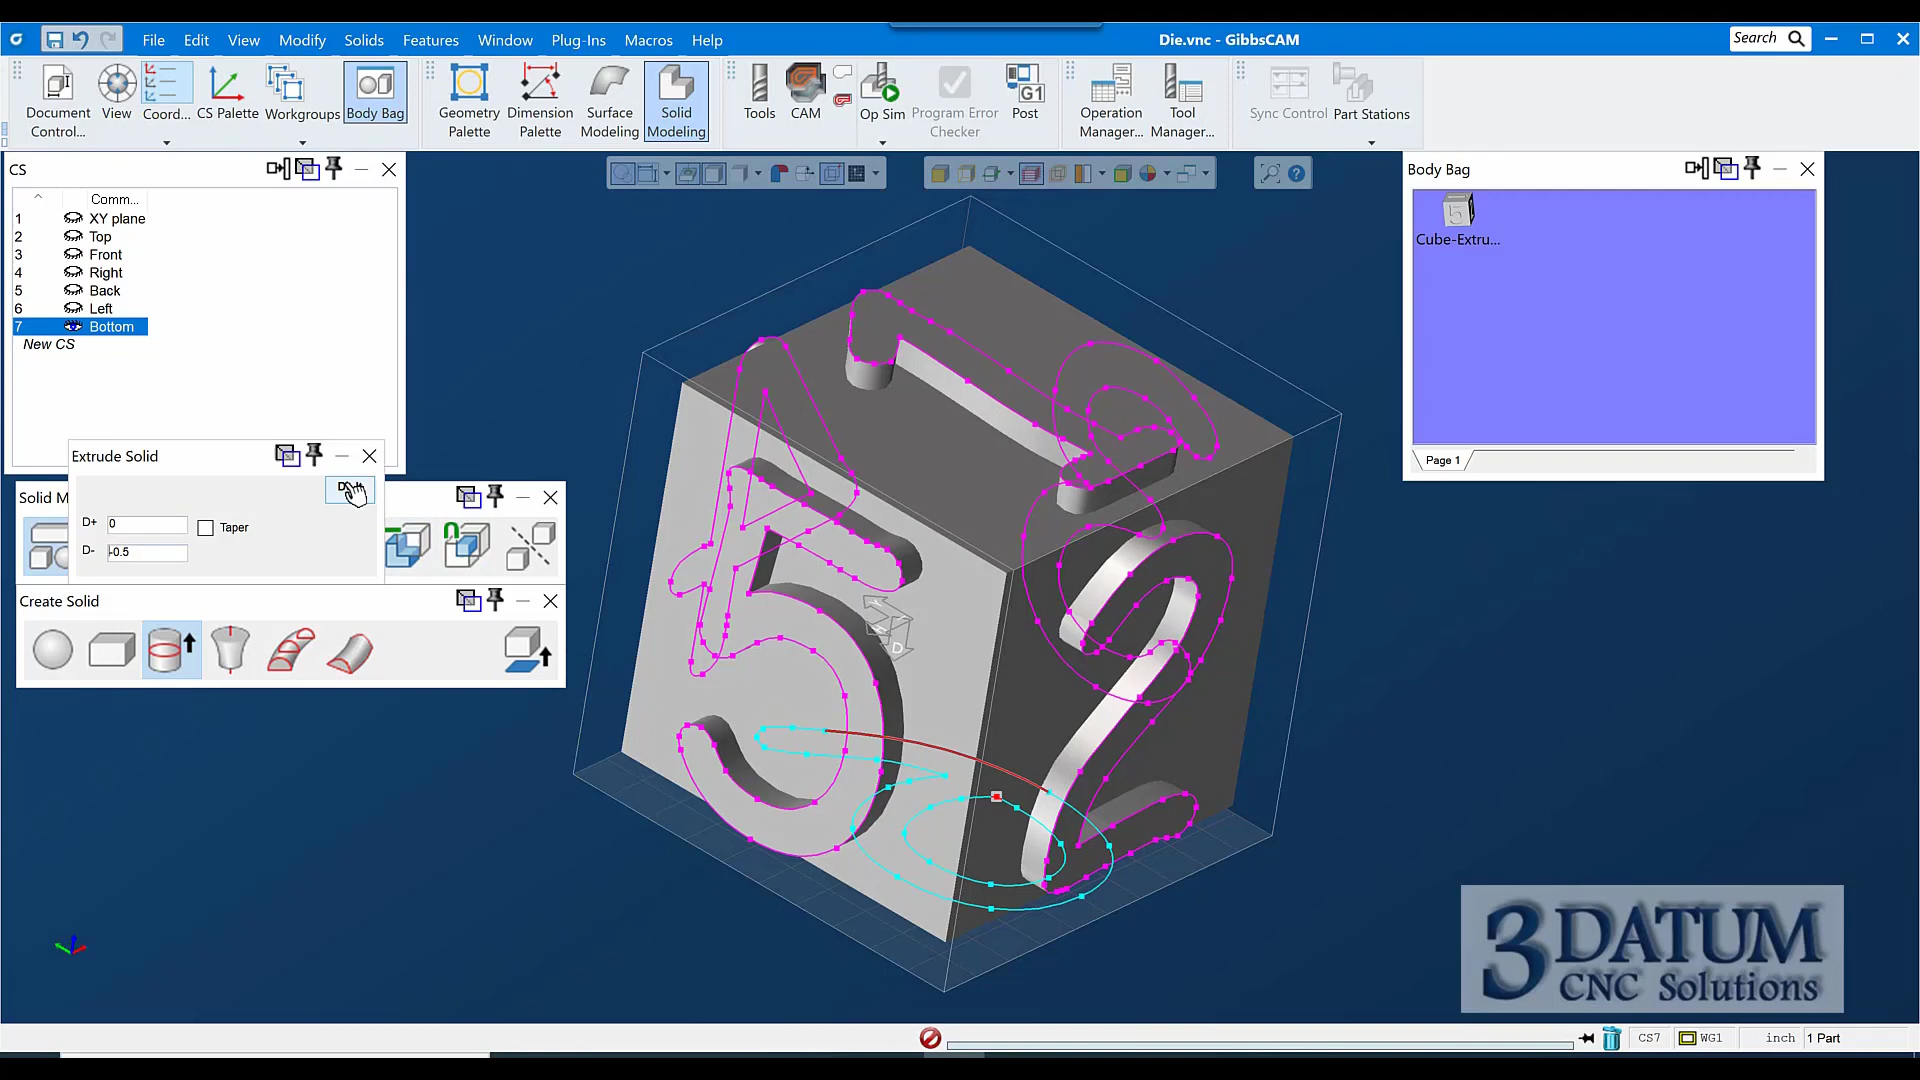 File Edit View Modify Solids Features Window Plug-Ins Macros Help
Die.vnc - GibbsCAM
Search
Document Control...
View
Coord...
CS Palette
Workgroups
Body Bag
Geometry Palette
Dimension Palette
Surface Modeling
Solid Modeling
Tools
CAM
Op Sim
Program Error Checker
G1
Post
Operation Manager...
Tool Manager...
Sync Control
Part Stations
CS
Comm...
1 XY plane
2 Top
3 Front
4 Right
5 Back
6 Left
7 Bottom
New CS
Extrude Solid
D+ 0
Taper
D- -0.5
Solid M
Create Solid
Body Bag
5
Cube-Extru...
Page 1
D
3DATUM
CNC Solutions
CS7
WG1
inch
1 Part